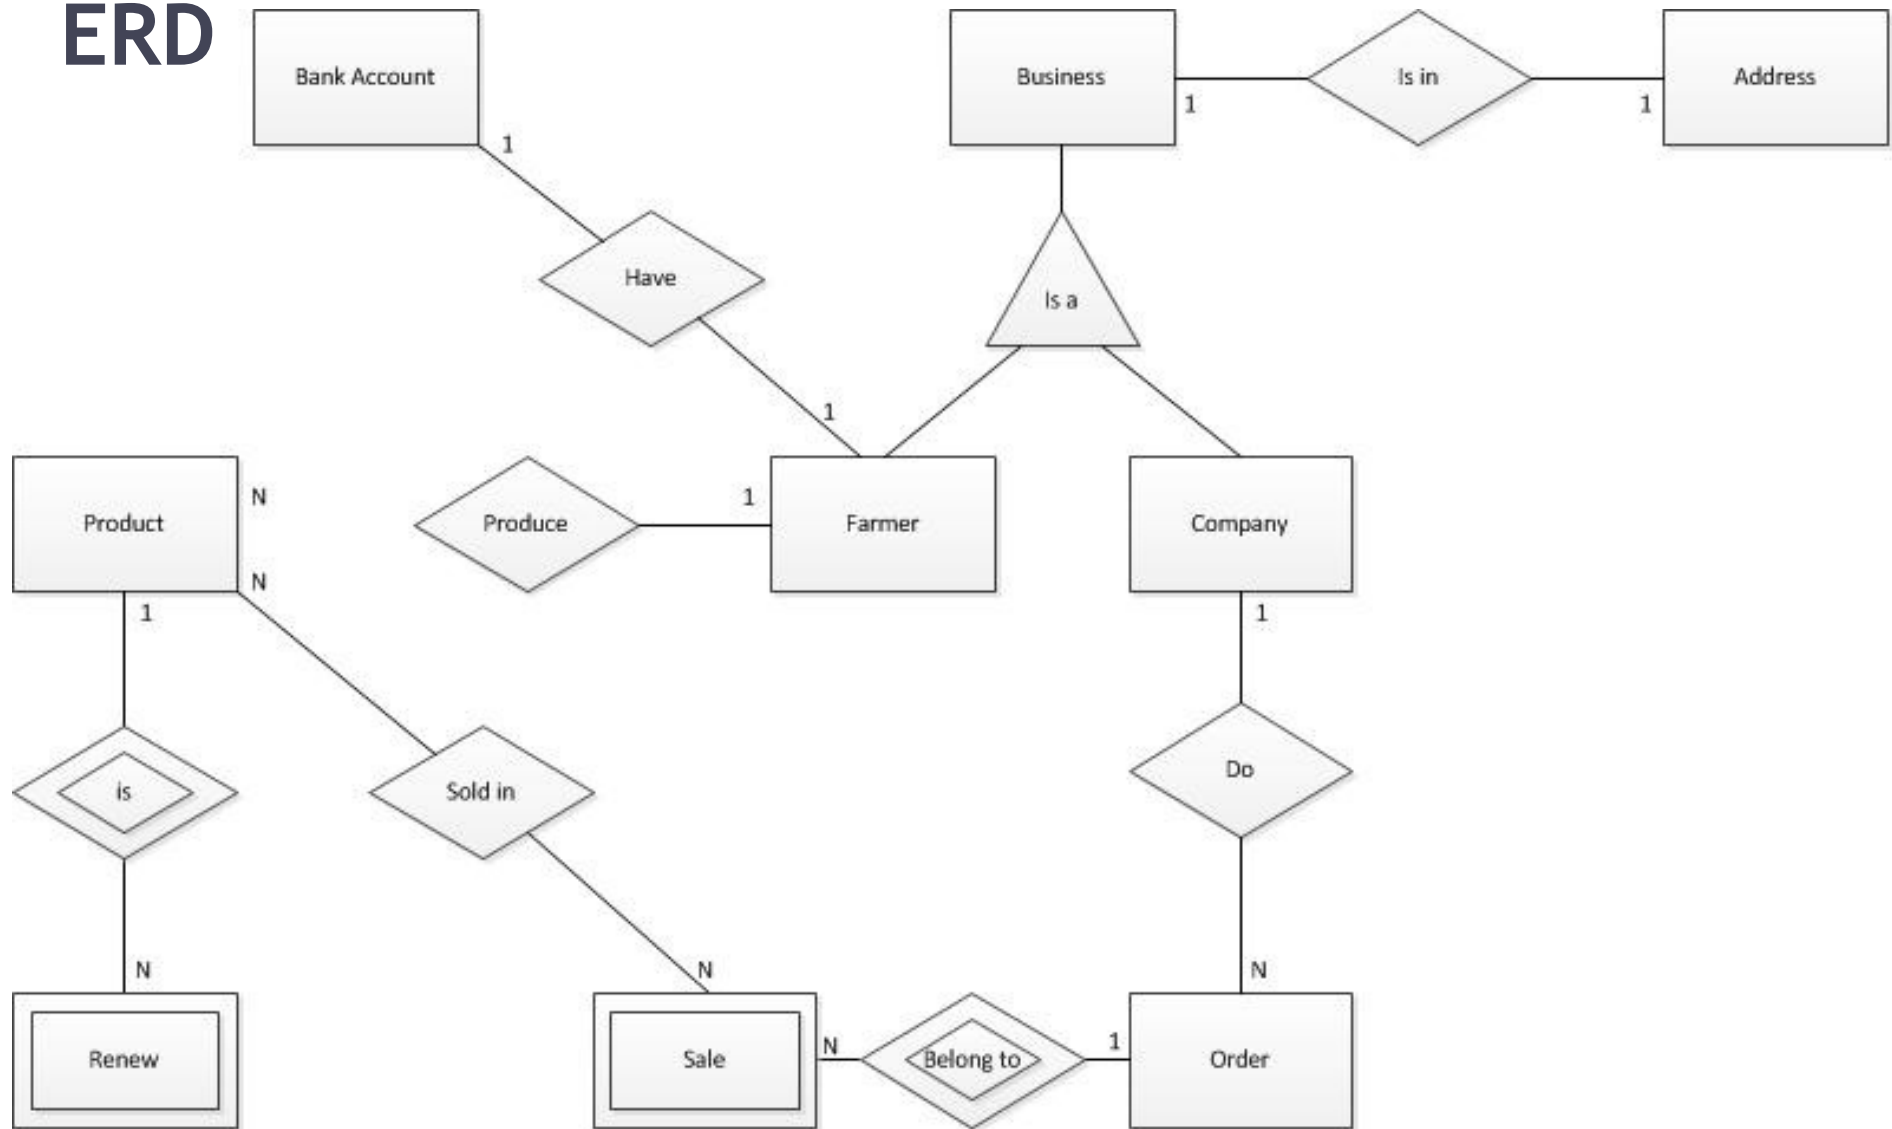 ERD
Bank Account
Business
Is in
Address
1
1
1
Have
Is a
1
Product
N
Produce
1
Farmer
Company
N
1
1
is
Sold in
Do
N
N
N
Renew
Sale
N
Belong to
1
Order